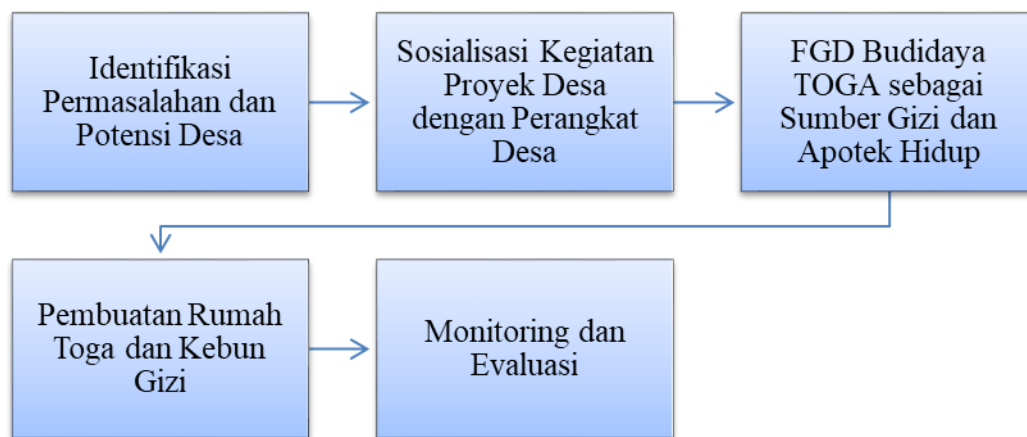 Identifikasi
Permasalahan dan
Potensi Desa
Sosialisasi Kegiatan
Proyek Desa
dengan Perangkat
Desa
FGD Budidaya
TOGA sebagai
Sumber Gizi dan
Apotek Hidup
Pembuatan Rumah
Toga dan Kebun
Gizi
Monitoring dan
Evaluasi